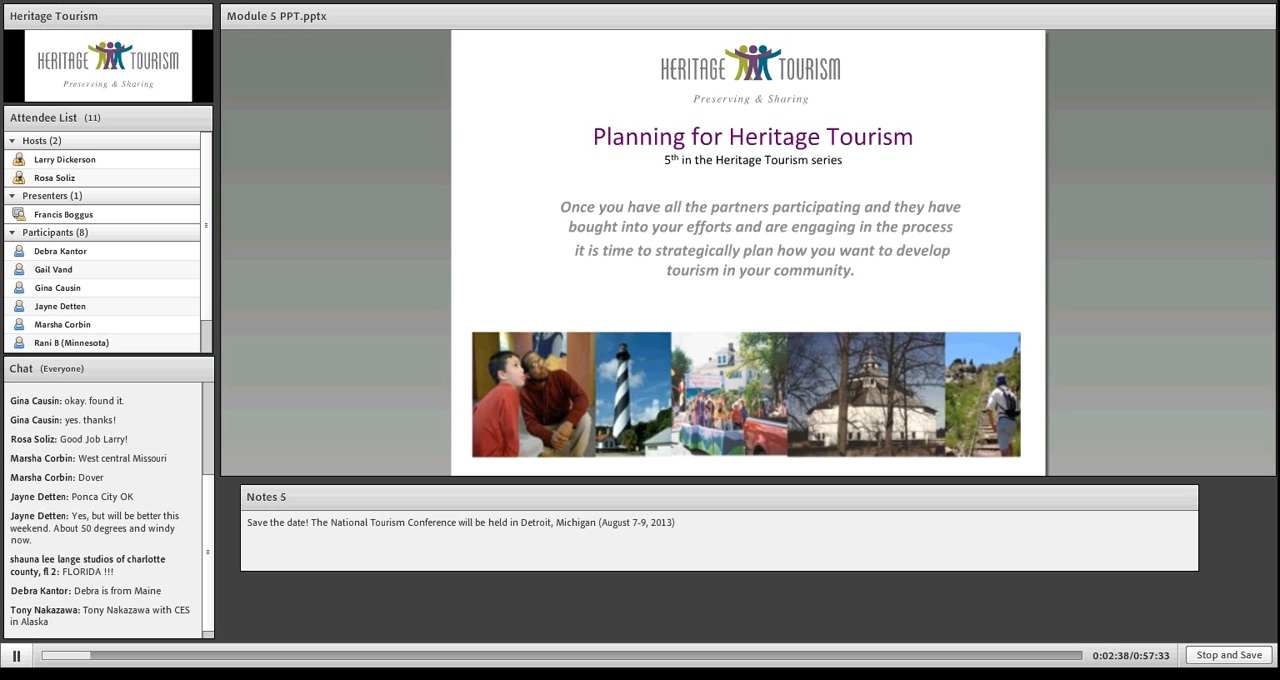 Heritage Tourism
HERITAGE TOURISM
Preserving & Sharing
Attendee List (11)
Hosts (2)
Larry Dickerson
Rosa Soliz
Presenters (1)
Francis Boggus
Participants (8)
Debra Kantor
Gail Vand
Gina Causin
Jayne Detten
Marsha Corbin
Rani B (Minnesota)
Chat (Everyone)
Gina Causin: okay. found it.
Gina Causin: yes. thanks!
Rosa Soliz: Good Job Larry!
Marsha Corbin: West central Missouri
Marsha Corbin: Dover
Jayne Detten: Ponca City OK
Jayne Detten: Yes, but will be better this
weekend. About 50 degrees and windy
now.
shauna lee lange studios of charlotte
county, fl 2: FLORIDA !!!
Debra Kantor: Debra is from Maine
Tony Nakazawa: Tony Nakazawa with CES
in Alaska
Module 5 PPT.pptx
HERITAGE TOURISM
Preserving & Sharing
Planning for Heritage Tourism
5th in the Heritage Tourism series
Once you have all the partners participating and they have
bought into your efforts and are engaging in the process
it is time to strategically plan how you want to develop
tourism in your community.
Notes 5
Save the date! The National Tourism Conference will be held in Detroit, Michigan (August 7-9, 2013)
0:02:38/0:57:33
Stop and Save